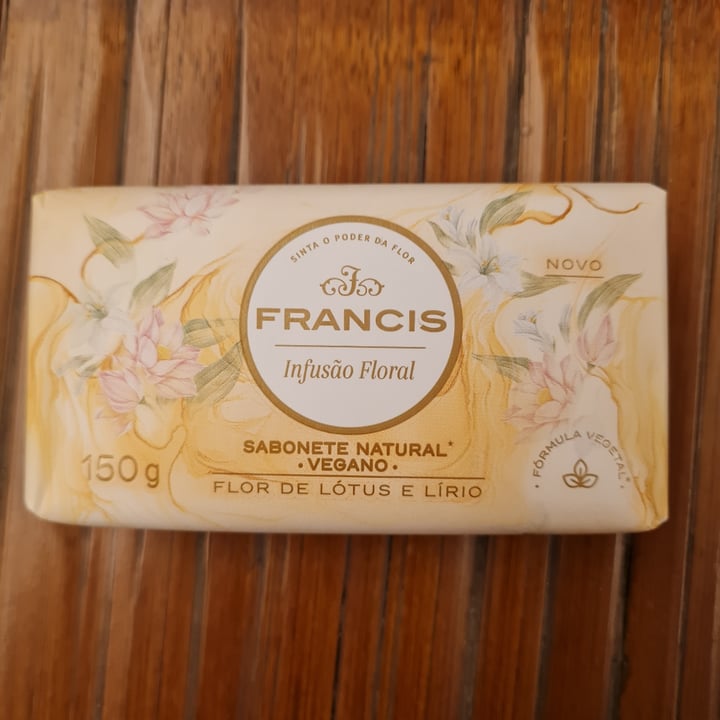 SINTA O PODER DA FLOR
FRANCIS
Infusão Floral
NOVO
SABONETE NATURAL*
• VEGANO •
FLOR DE LÓTUS E LÍRIO
150g
• FÓRMULA VEGETAL* •